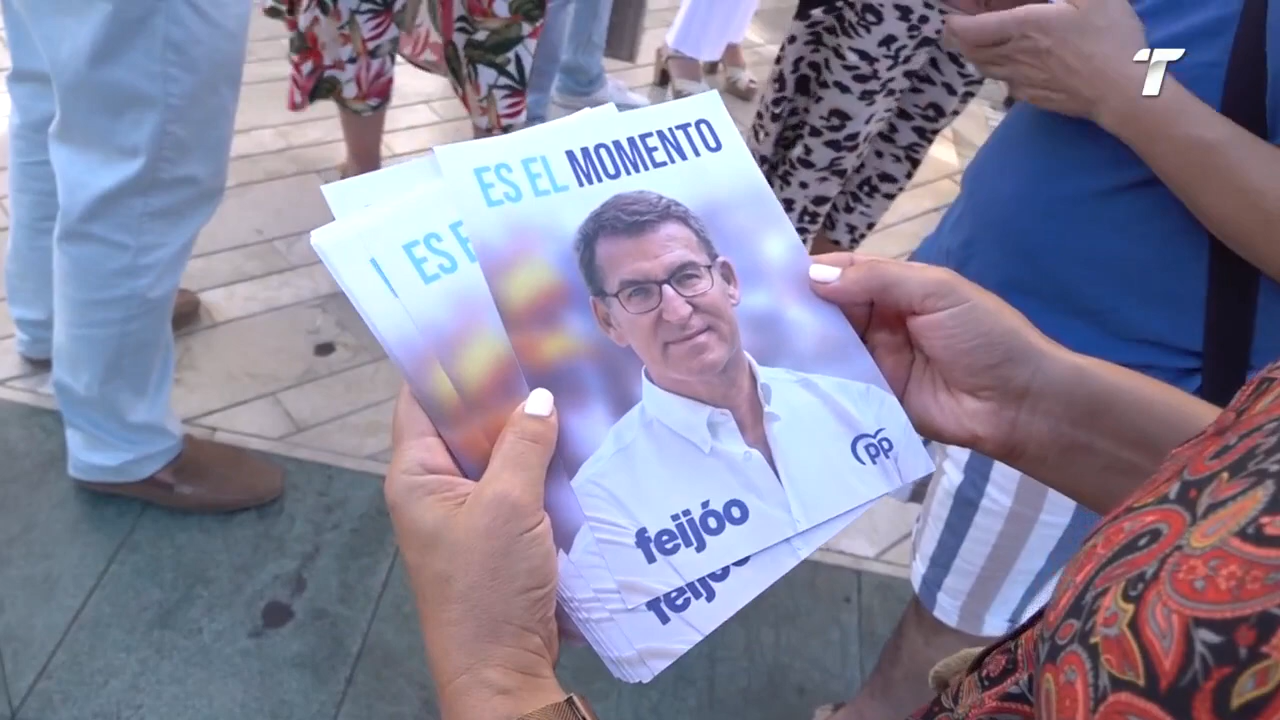 ES EL MOMENTO
ES E
pp
feijóo
feijóo
T